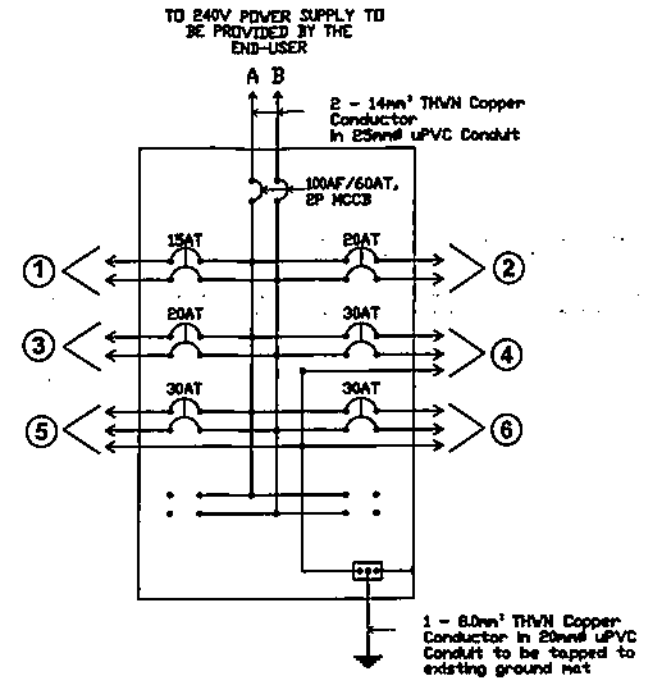 TO 240V POWER SUPPLY TO
BE PROVIDED BY THE
END-USER
A B
2 - 14mm² THWN Copper
Conductor
in 25mmø uPVC Conduit
100AF/60AT,
2P MCCB
15AT
20AT
1
2
20AT
30AT
3
4
30AT
30AT
5
6
1 - 8.0mm² THWN Copper
Conductor in 20mmø uPVC
Conduit to be tapped to
existing ground mat